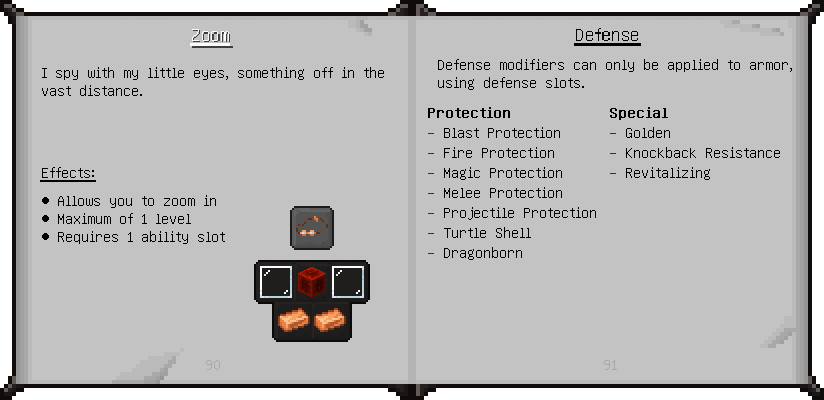 Zoom
I spy with my little eyes, something off in the
vast distance.
Effects:
● Allows you to zoom in
● Maximum of 1 level
● Requires 1 ability slot
90
Defense
Defense modifiers can only be applied to armor,
using defense slots.
Protection
- Blast Protection
- Fire Protection
- Magic Protection
- Melee Protection
- Projectile Protection
- Turtle Shell
- Dragonborn
Special
- Golden
- Knockback Resistance
- Revitalizing
91